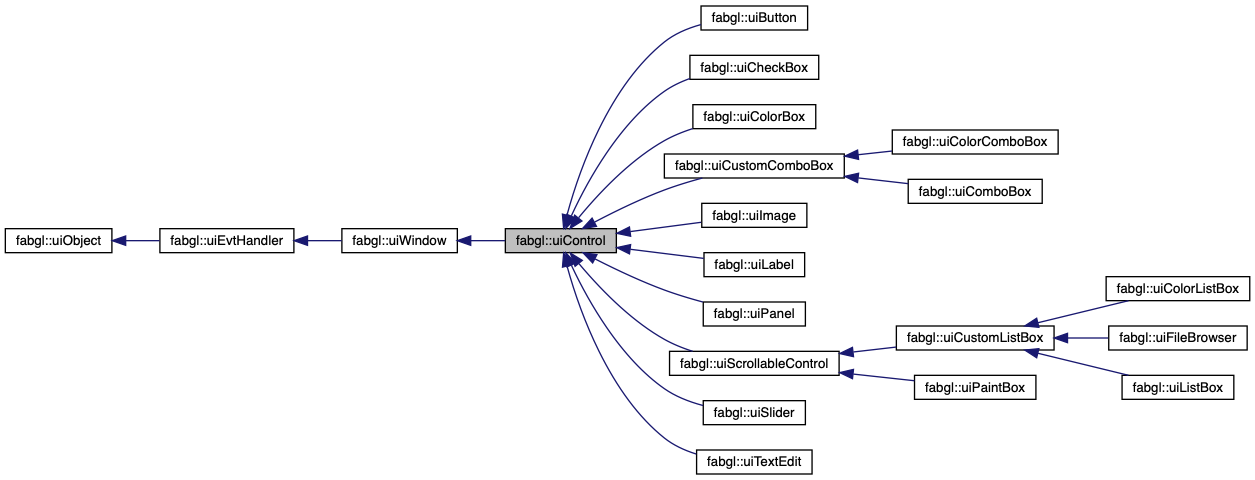 fabgl::uiButton
fabgl::uiCheckBox
fabgl::uiColorBox
fabgl::uiColorComboBox
fabgl::uiCustomComboBox
fabgl::uiComboBox
fabgl::uiImage
fabgl::uiObject
fabgl::uiEvtHandler
fabgl::uiWindow
fabgl::uiControl
fabgl::uiLabel
fabgl::uiColorListBox
fabgl::uiPanel
fabgl::uiCustomListBox
fabgl::uiFileBrowser
fabgl::uiScrollableControl
fabgl::uiPaintBox
fabgl::uiListBox
fabgl::uiSlider
fabgl::uiTextEdit